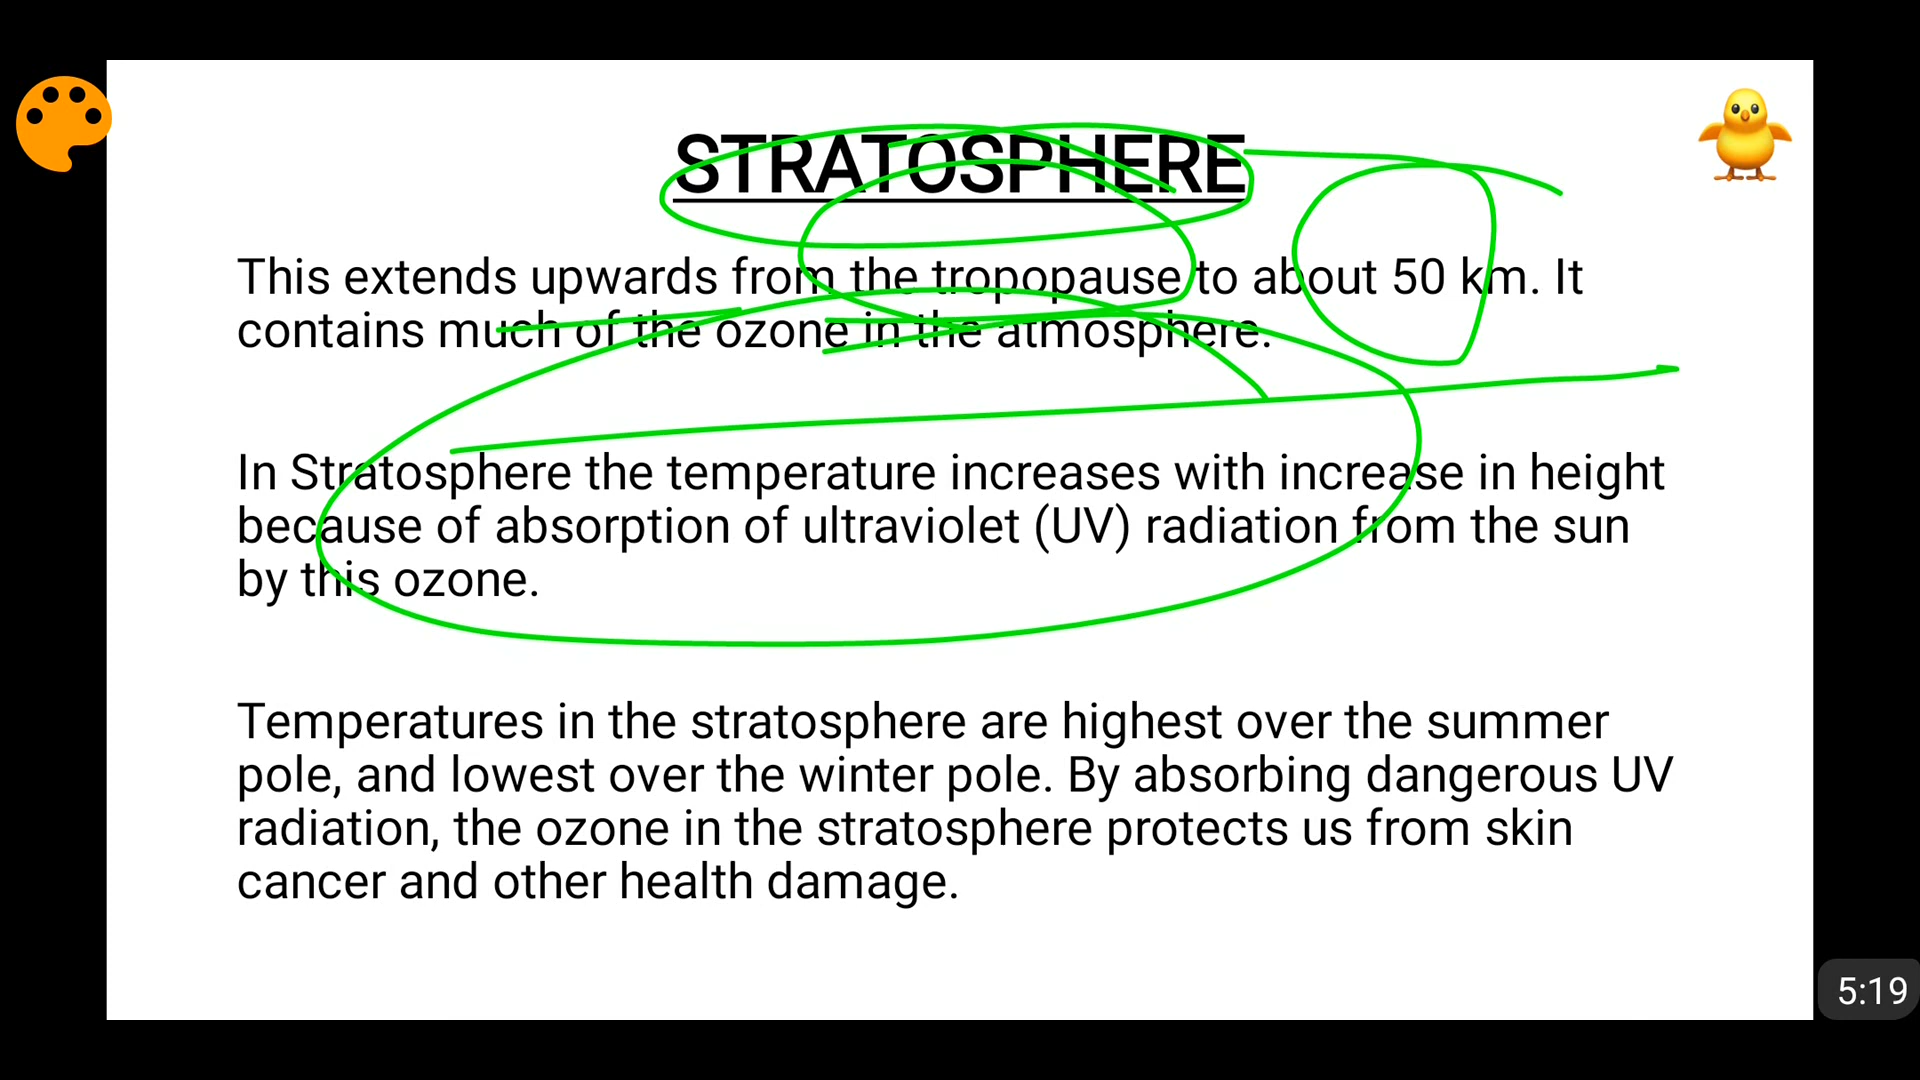 STRATOSPHERE
This extends upwards from the tropopause to about 50 km. It
contains much of the ozone in the atmosphere.
In Stratosphere the temperature increases with increase in height
because of absorption of ultraviolet (UV) radiation from the sun
by this ozone.
Temperatures in the stratosphere are highest over the summer
pole, and lowest over the winter pole. By absorbing dangerous UV
radiation, the ozone in the stratosphere protects us from skin
cancer and other health damage.
5:19